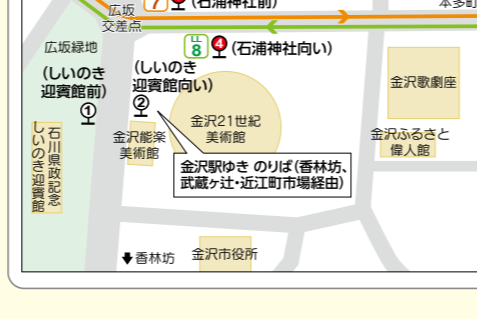 7 (石浦神社前)
本多町
広坂
交差点
広坂緑地
LL
8
4 (石浦神社向い)
(しいのき
迎賓館前)
①
(しいのき
迎賓館向い)
②
金沢歌劇座
金沢21世紀
美術館
金沢能楽
美術館
金沢ふるさと
偉人館
石川県政記念
しいのき迎賓館
金沢駅ゆき のりば(香林坊、
武蔵ヶ辻・近江町市場経由)
香林坊
金沢市役所